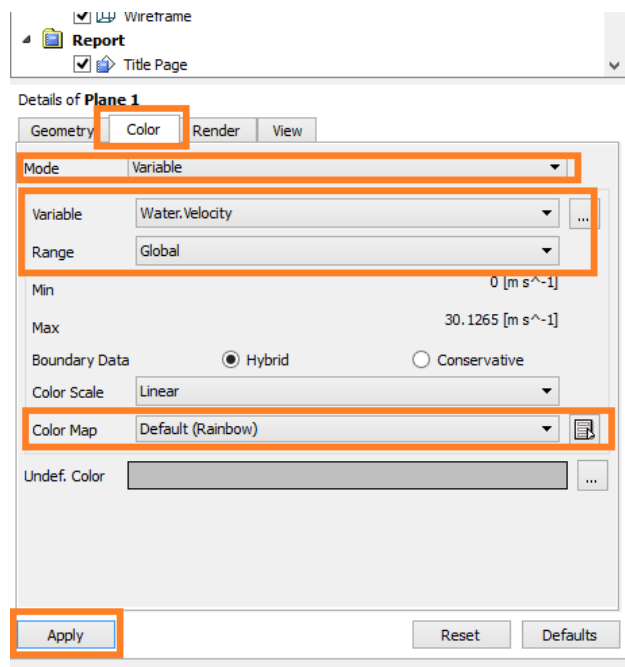 Wireframe
Report
Title Page
Details of Plane 1
Geometry Color Render View
Mode Variable
Variable Water.Velocity ...
Range Global
Min 0 [m s^-1]
Max 30.1265 [m s^-1]
Boundary Data Hybrid Conservative
Color Scale Linear
Color Map Default (Rainbow)
Undef. Color ...
Apply Reset Defaults